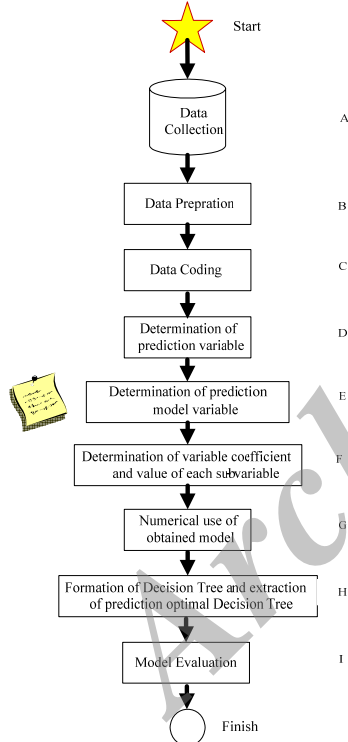 Start
Data
Collection
A
Data Prepration
B
Data Coding
C
Determination of
prediction variable
D
Determination of prediction
model variable
E
Determination of variable coefficient
and value of each subvariable
F
Numerical use of
obtained model
G
Formation of Decision Tree and extraction
of prediction optimal Decision Tree
H
Model Evaluation
I
Finish
Arch